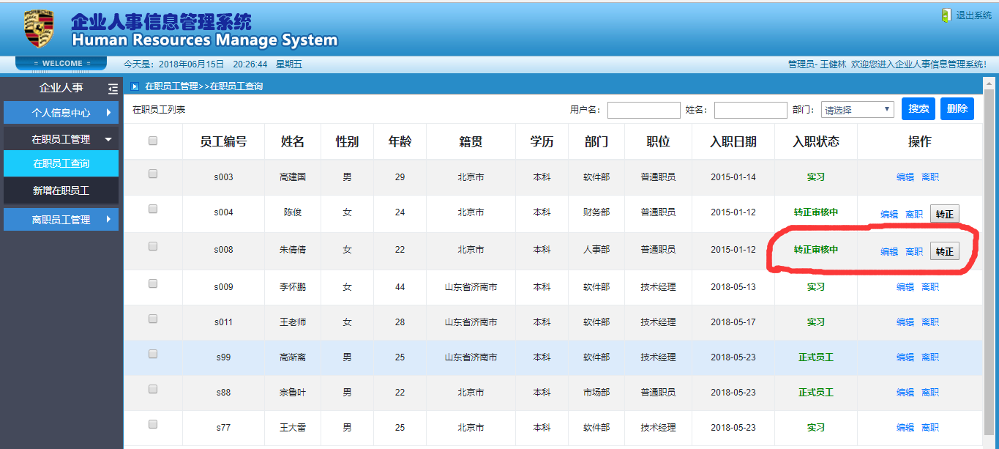 PORSCHE
企业人事信息管理系统
Human Resources Manage System
退出系统
= WELCOME =
今天是：2018年06月15日 20:26:44 星期五
管理员- 王健林 欢迎您进入企业人事信息管理系统!
企业人事
个人信息中心
在职员工管理
在职员工查询
新增在职员工
离职员工管理
在职员工管理>>在职员工查询
在职员工列表 用户名： 姓名： 部门： 请选择 搜索 删除
员工编号 姓名 性别 年龄 籍贯 学历 部门 职位 入职日期 入职状态 操作
s003 高建国 男 29 北京市 本科 软件部 普通职员 2015-01-14 实习 编辑 离职
s004 陈俊 女 24 北京市 本科 财务部 普通职员 2015-01-12 转正审核中 编辑 离职 转正
s008 朱倩倩 女 22 北京市 本科 人事部 普通职员 2015-01-12 转正审核中 编辑 离职 转正
s009 李怀鹏 女 44 山东省济南市 本科 软件部 技术经理 2018-05-13 实习 编辑 离职
s011 王老师 女 28 山东省济南市 本科 软件部 技术经理 2018-05-17 实习 编辑 离职
s99 高渐离 男 25 山东省济南市 本科 软件部 技术经理 2018-05-23 正式员工 编辑 离职
s88 宗鲁叶 男 22 北京市 本科 市场部 普通职员 2018-05-23 正式员工 编辑 离职
s77 王大雷 男 25 北京市 本科 软件部 技术经理 2018-05-23 实习 编辑 离职